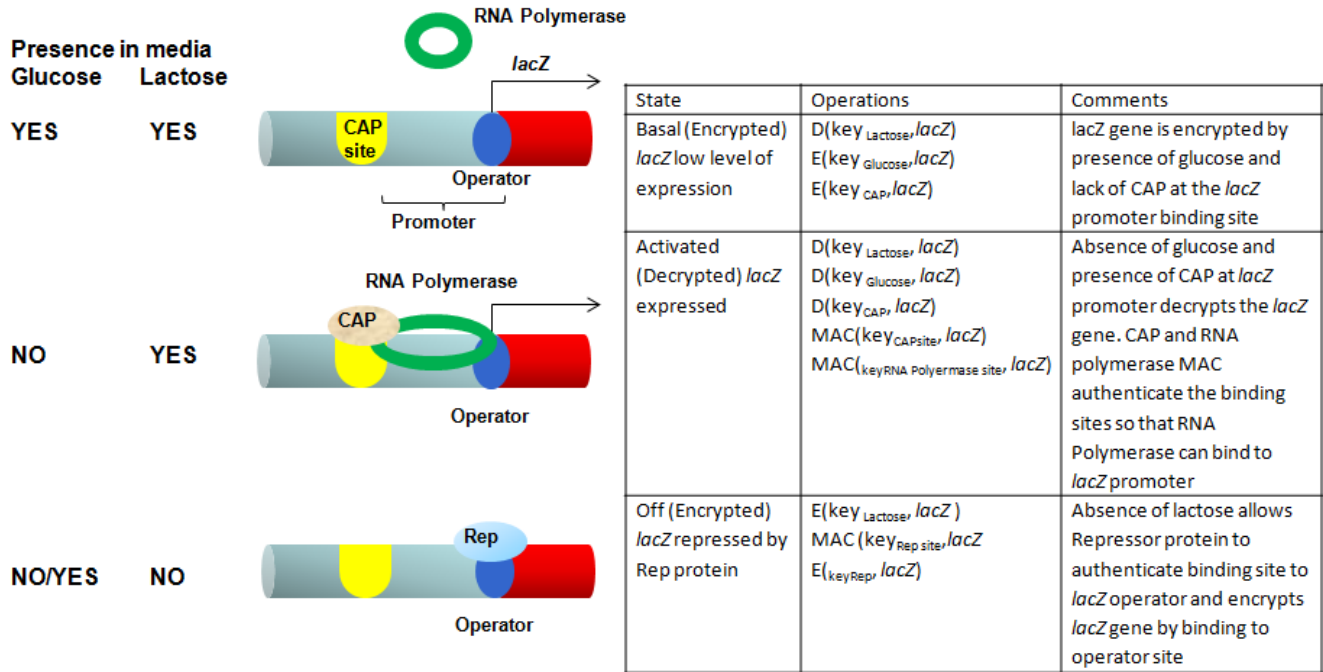 RNA Polymerase
Presence in media
Glucose Lactose
lacZ
YES YES
CAP
site
Operator
Promoter
RNA Polymerase
CAP
NO YES
Operator
Rep
NO/YES NO
Operator
State Operations Comments
Basal (Encrypted)
lacZ low level of
expression
D(key Lactose, lacZ)
E(key Glucose, lacZ)
E(key CAP, lacZ)
lacZ gene is encrypted by
presence of glucose and
lack of CAP at the lacZ
promoter binding site
Activated
(Decrypted) lacZ
expressed
D(key Lactose, lacZ)
D(key Glucose, lacZ)
D(keyCAP, lacZ)
MAC(keyCAPsite, lacZ)
MAC(keyRNA Polyermase site, lacZ)
Absence of glucose and
presence of CAP at lacZ
promoter decrypts the lacZ
gene. CAP and RNA
polymerase MAC
authenticate the binding
sites so that RNA
Polymerase can bind to
lacZ promoter
Off (Encrypted)
lacZ repressed by
Rep protein
E(key Lactose, lacZ )
MAC (keyRep site, lacZ
E(keyRep, lacZ)
Absence of lactose allows
Repressor protein to
authenticate binding site to
lacZ operator and encrypts
lacZ gene by binding to
operator site